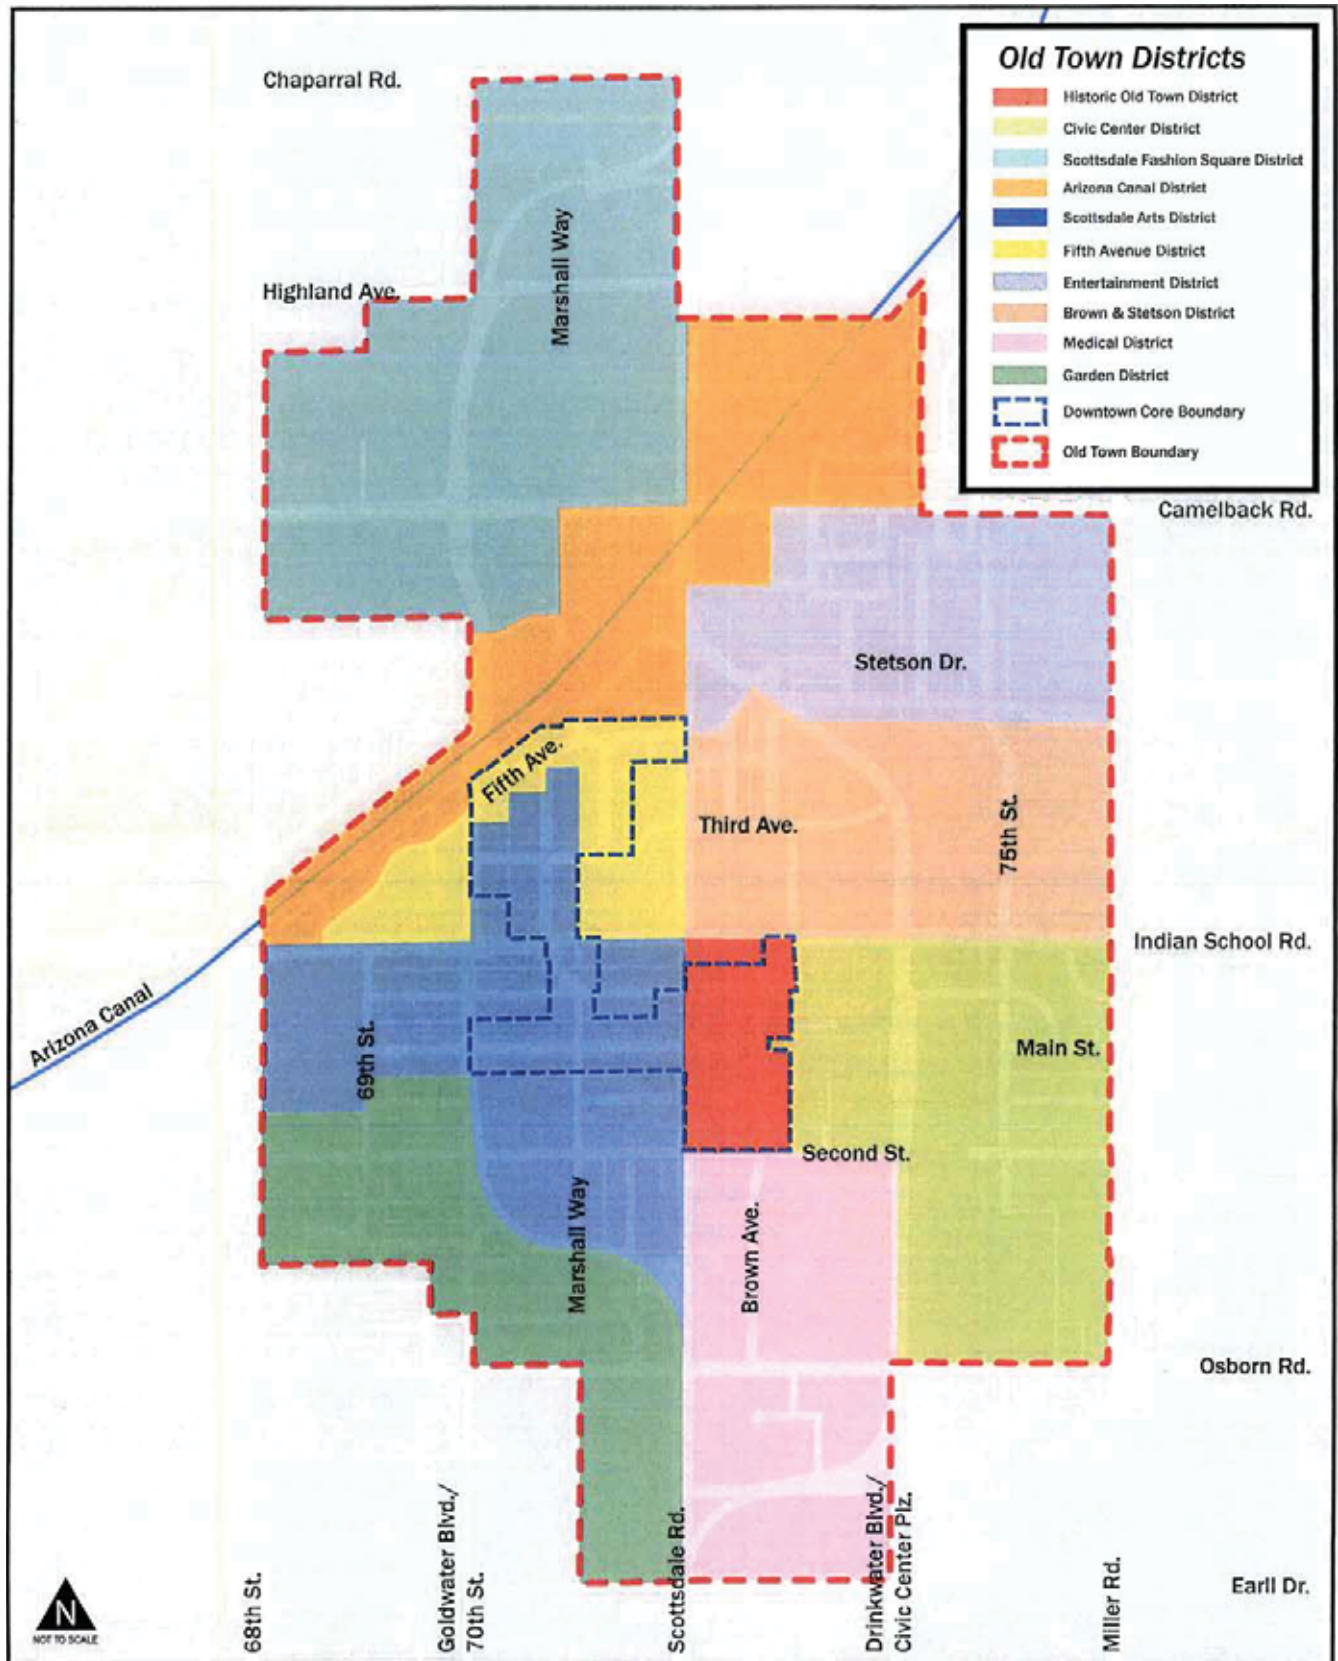 Old Town Districts
Historic Old Town District
Civic Center District
Scottsdale Fashion Square District
Arizona Canal District
Scottsdale Arts District
Fifth Avenue District
Entertainment District
Brown & Stetson District
Medical District
Garden District
Downtown Core Boundary
Old Town Boundary
Chaparral Rd.
Marshall Way
Highland Ave.
Camelback Rd.
Stetson Dr.
Fifth Ave.
Third Ave.
75th St.
Indian School Rd.
Arizona Canal
69th St.
Main St.
Second St.
Marshall Way
Brown Ave.
Osborn Rd.
68th St.
Goldwater Blvd./
70th St.
Scottsdale Rd.
Drinkwater Blvd./
Civic Center Plz.
Miller Rd.
Earll Dr.
N
NOT TO SCALE